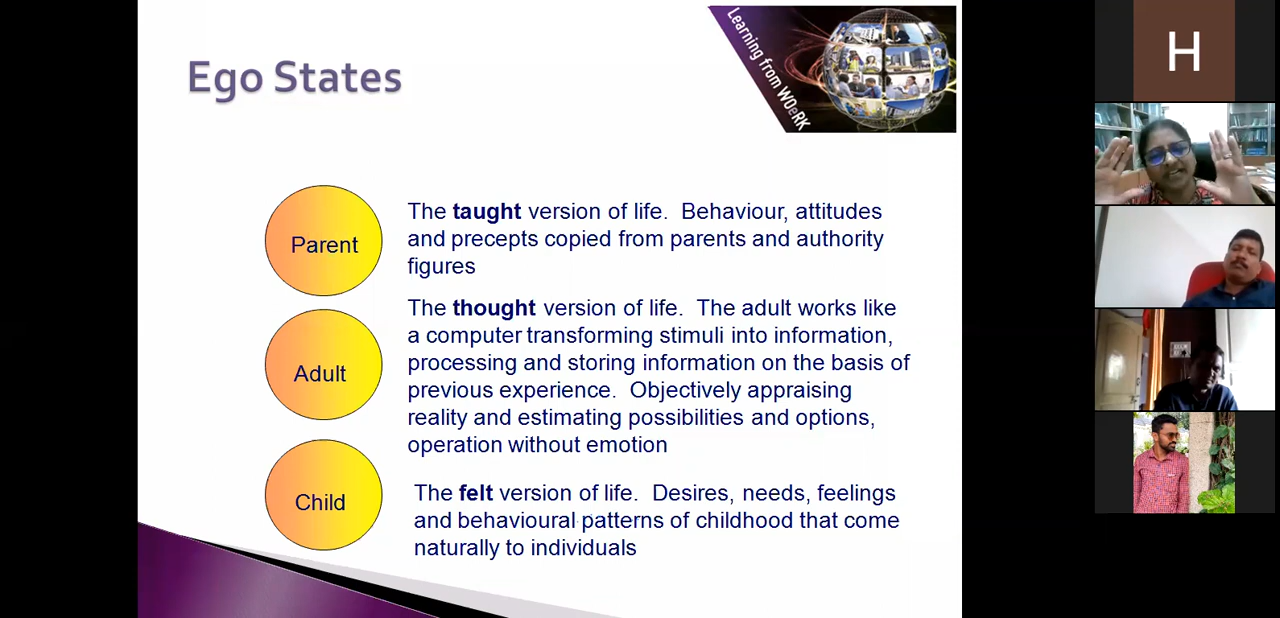 Ego States
Learning from WOeRK
Parent
The taught version of life. Behaviour, attitudes
and precepts copied from parents and authority
figures
Adult
The thought version of life. The adult works like
a computer transforming stimuli into information,
processing and storing information on the basis of
previous experience. Objectively appraising
reality and estimating possibilities and options,
operation without emotion
Child
The felt version of life. Desires, needs, feelings
and behavioural patterns of childhood that come
naturally to individuals
H